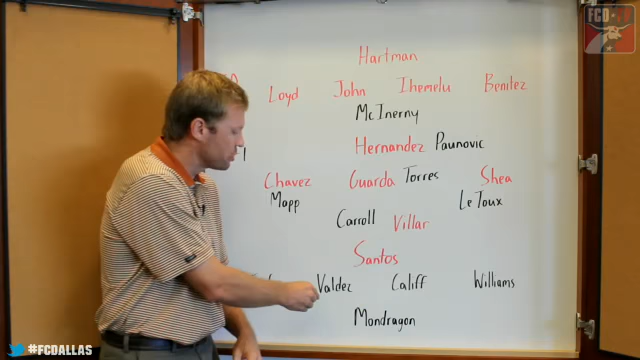 FCD
Hartman
Loyd John Ihemelu Benitez
McInerny
Hernandez Paunovic
Chavez Guarda Torres Shea
Mapp Le Toux
Carroll Villar
Santos
Valdez Califf Williams
Mondragon
#FCDALLAS